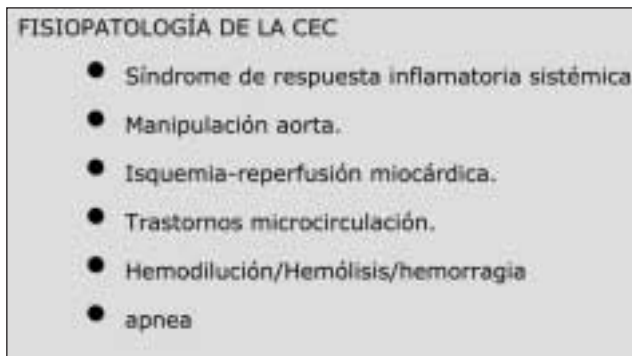 FISIOPATOLOGÍA DE LA CEC
● Síndrome de respuesta inflamatoria sistémica
● Manipulación aorta.
● Isquemia-reperfusión miocárdica.
● Trastornos microcirculación.
● Hemodilución/Hemólisis/hemorragia
● apnea